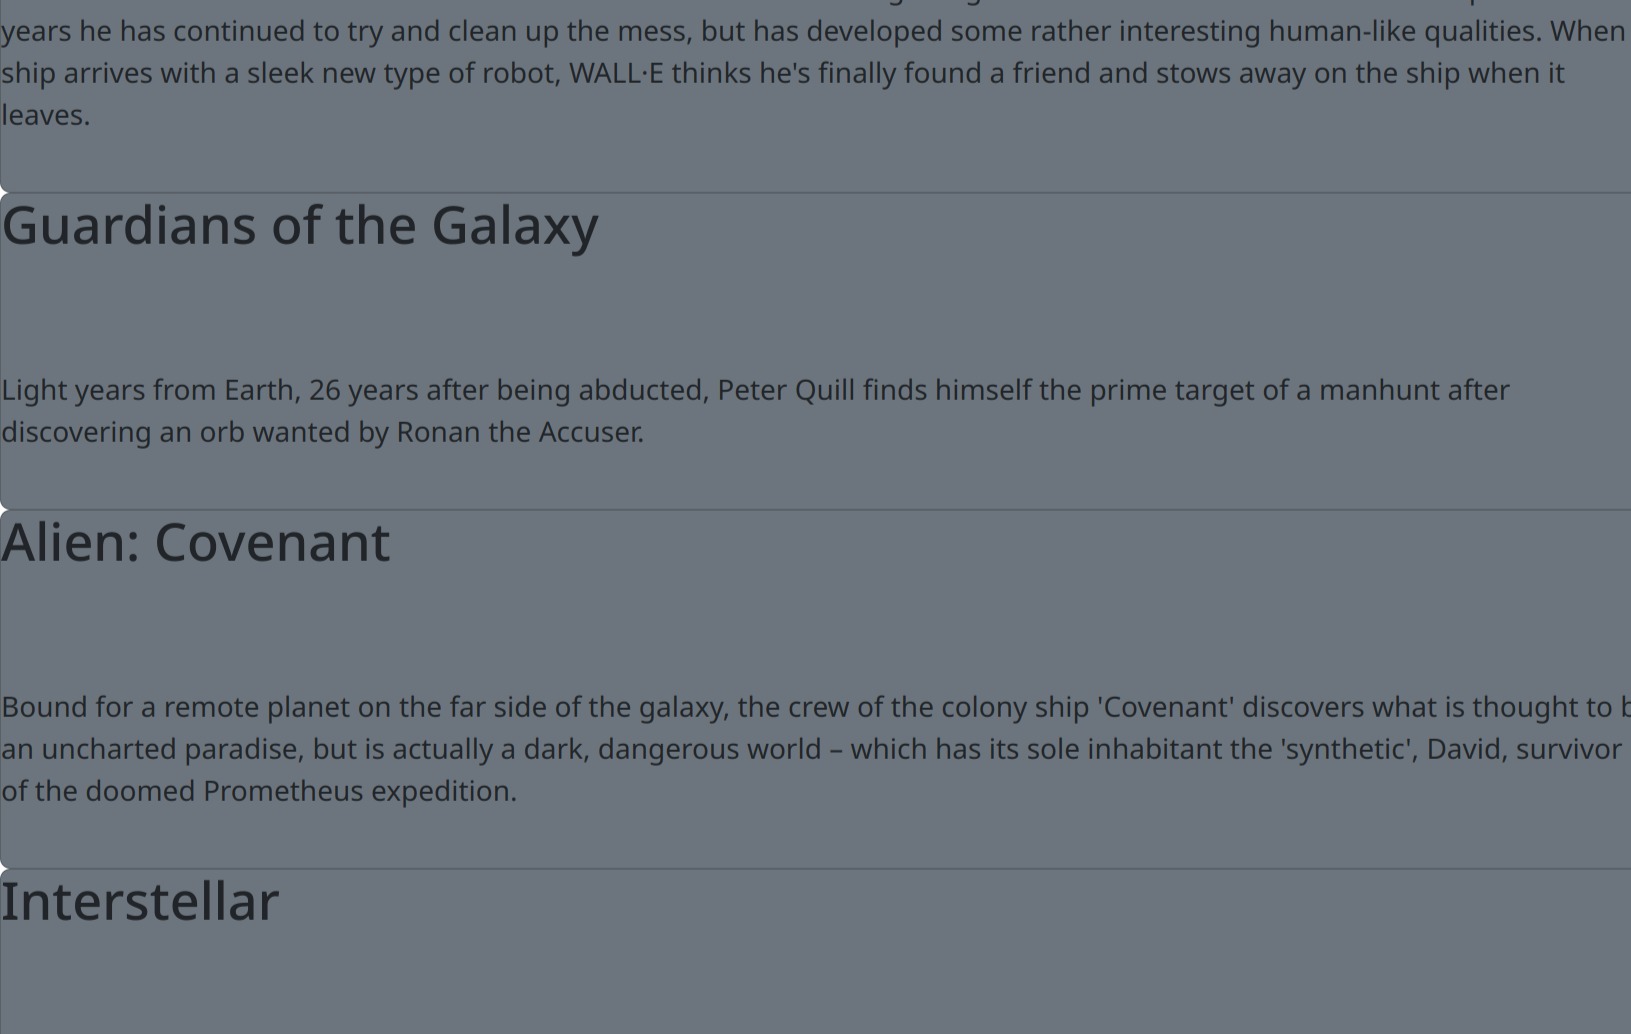 years he has continued to try and clean up the mess, but has developed some rather interesting human-like qualities. When
ship arrives with a sleek new type of robot, WALL·E thinks he's finally found a friend and stows away on the ship when it
leaves.
Guardians of the Galaxy
Light years from Earth, 26 years after being abducted, Peter Quill finds himself the prime target of a manhunt after
discovering an orb wanted by Ronan the Accuser.
Alien: Covenant
Bound for a remote planet on the far side of the galaxy, the crew of the colony ship 'Covenant' discovers what is thought to
an uncharted paradise, but is actually a dark, dangerous world – which has its sole inhabitant the 'synthetic', David, survivor
of the doomed Prometheus expedition.
Interstellar